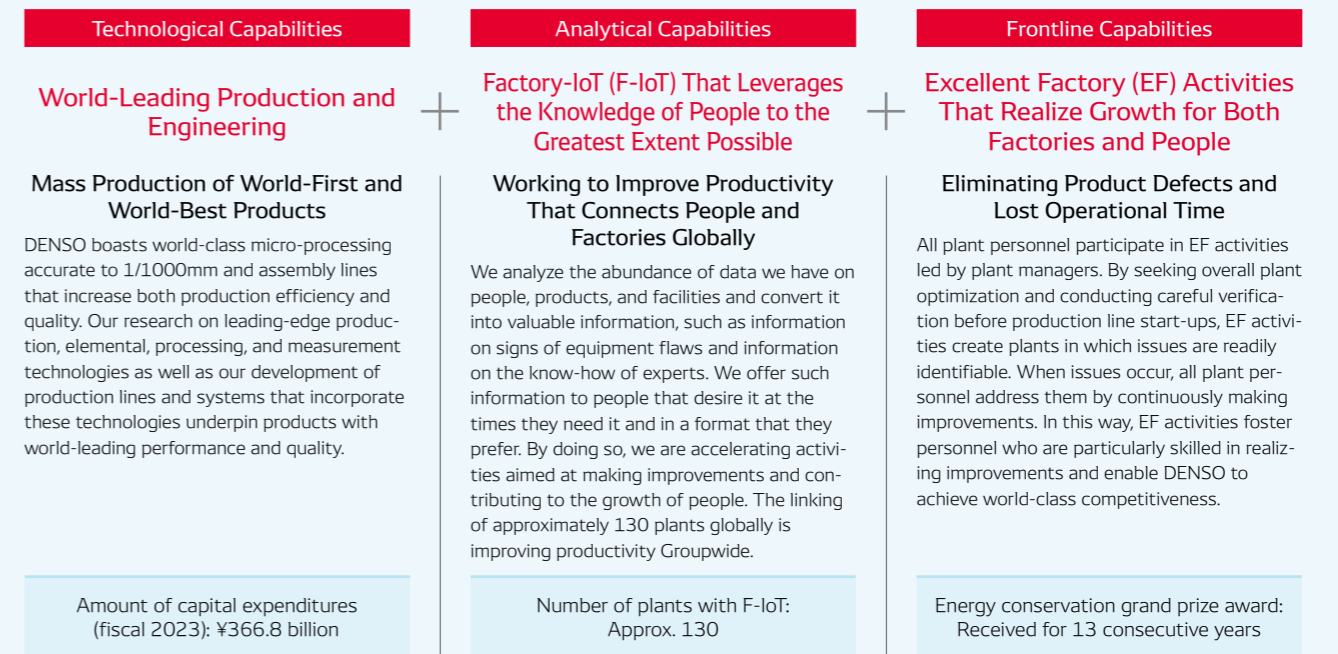 Technological Capabilities
World-Leading Production and
Engineering
Mass Production of World-First and
World-Best Products
DENSO boasts world-class micro-processing
accurate to 1/1000mm and assembly lines
that increase both production efficiency and
quality. Our research on leading-edge produc-
tion, elemental, processing, and measurement
technologies as well as our development of
production lines and systems that incorporate
these technologies underpin products with
world-leading performance and quality.
Amount of capital expenditures
(fiscal 2023): ¥366.8 billion
+
Analytical Capabilities
Factory-IoT (F-IoT) That Leverages
the Knowledge of People to the
Greatest Extent Possible
Working to Improve Productivity
That Connects People and
Factories Globally
We analyze the abundance of data we have on
people, products, and facilities and convert it
into valuable information, such as information
on signs of equipment flaws and information
on the know-how of experts. We offer such
information to people that desire it at the
times they need it and in a format that they
prefer. By doing so, we are accelerating activi-
ties aimed at making improvements and con-
tributing to the growth of people. The linking
of approximately 130 plants globally is
improving productivity Groupwide.
Number of plants with F-IoT:
Approx. 130
+
Frontline Capabilities
Excellent Factory (EF) Activities
That Realize Growth for Both
Factories and People
Eliminating Product Defects and
Lost Operational Time
All plant personnel participate in EF activities
led by plant managers. By seeking overall plant
optimization and conducting careful verifica-
tion before production line start-ups, EF activi-
ties create plants in which issues are readily
identifiable. When issues occur, all plant per-
sonnel address them by continuously making
improvements. In this way, EF activities foster
personnel who are particularly skilled in realiz-
ing improvements and enable DENSO to
achieve world-class competitiveness.
Energy conservation grand prize award:
Received for 13 consecutive years